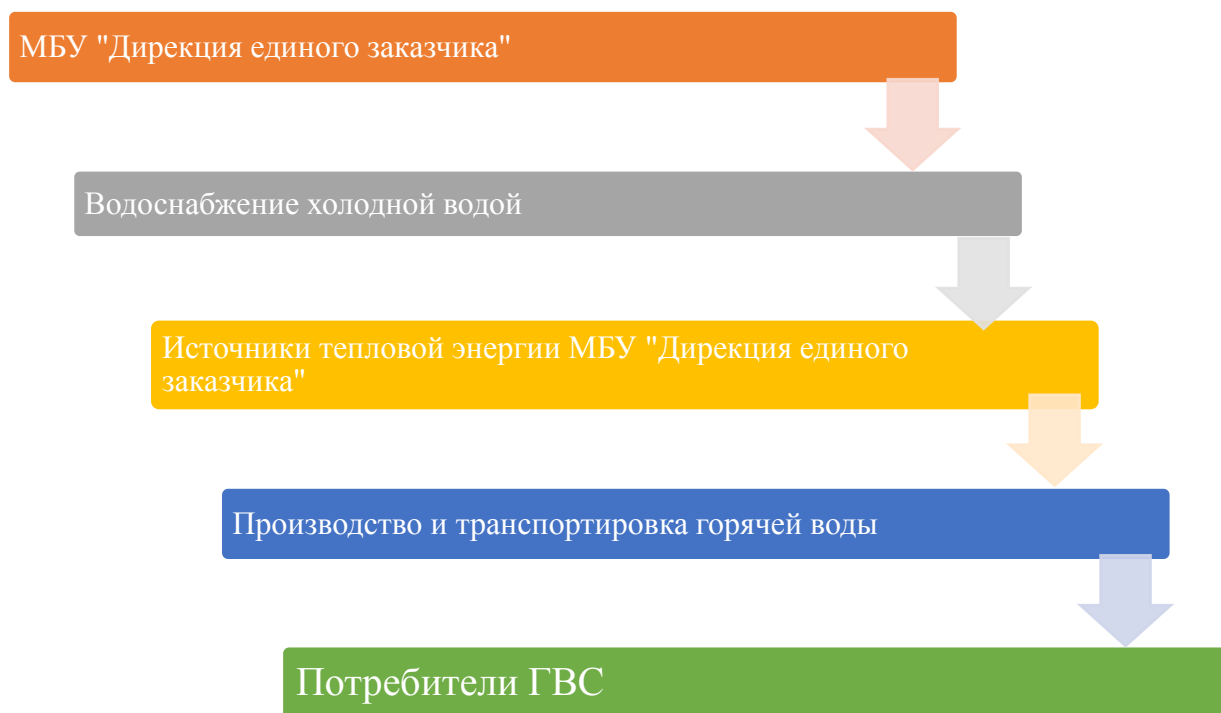 МБУ "Дирекция единого заказчика"
Водоснабжение холодной водой
Источники тепловой энергии МБУ "Дирекция единого
заказчика"
Производство и транспортировка горячей воды
Потребители ГВС